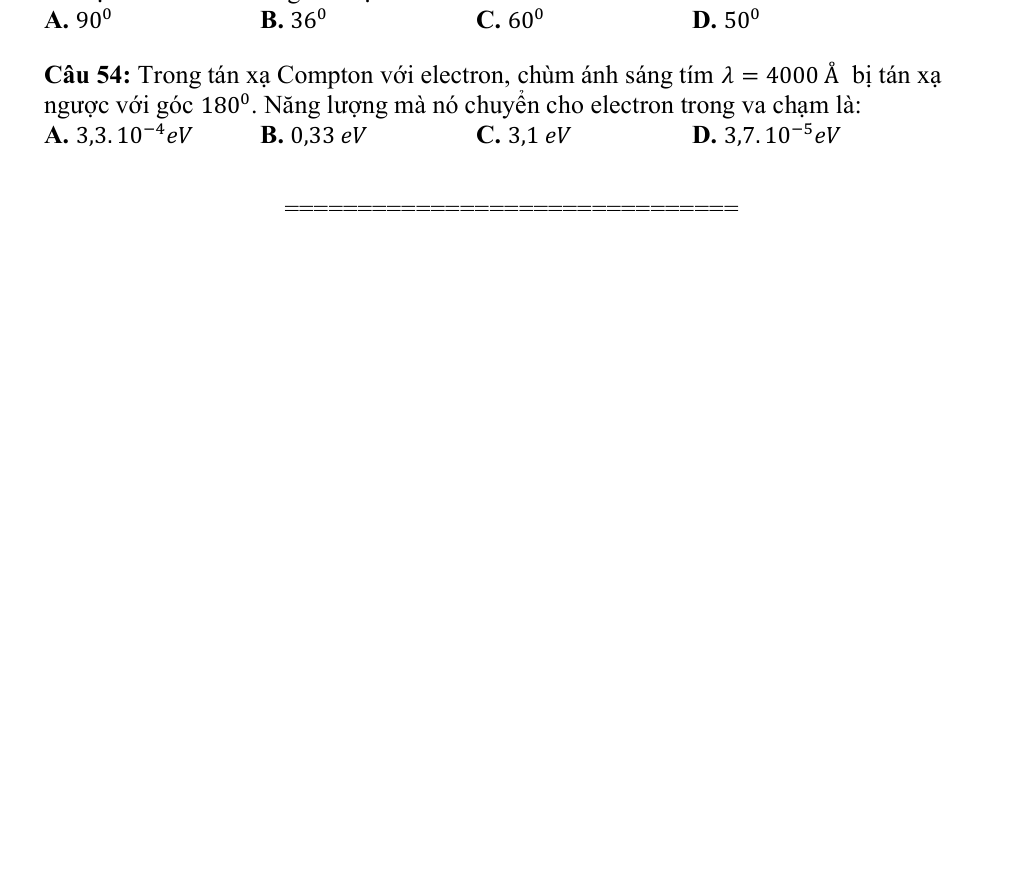 A. 90⁰ B. 36⁰ C. 60⁰ D. 50⁰
Câu 54: Trong tán xạ Compton với electron, chùm ánh sáng tím λ = 4000 Å bị tán xạ
ngược với góc 180⁰. Năng lượng mà nó chuyển cho electron trong va chạm là:
A. 3,3. 10⁻⁴eV B. 0,33 eV C. 3,1 eV D. 3,7. 10⁻⁵eV
===============================